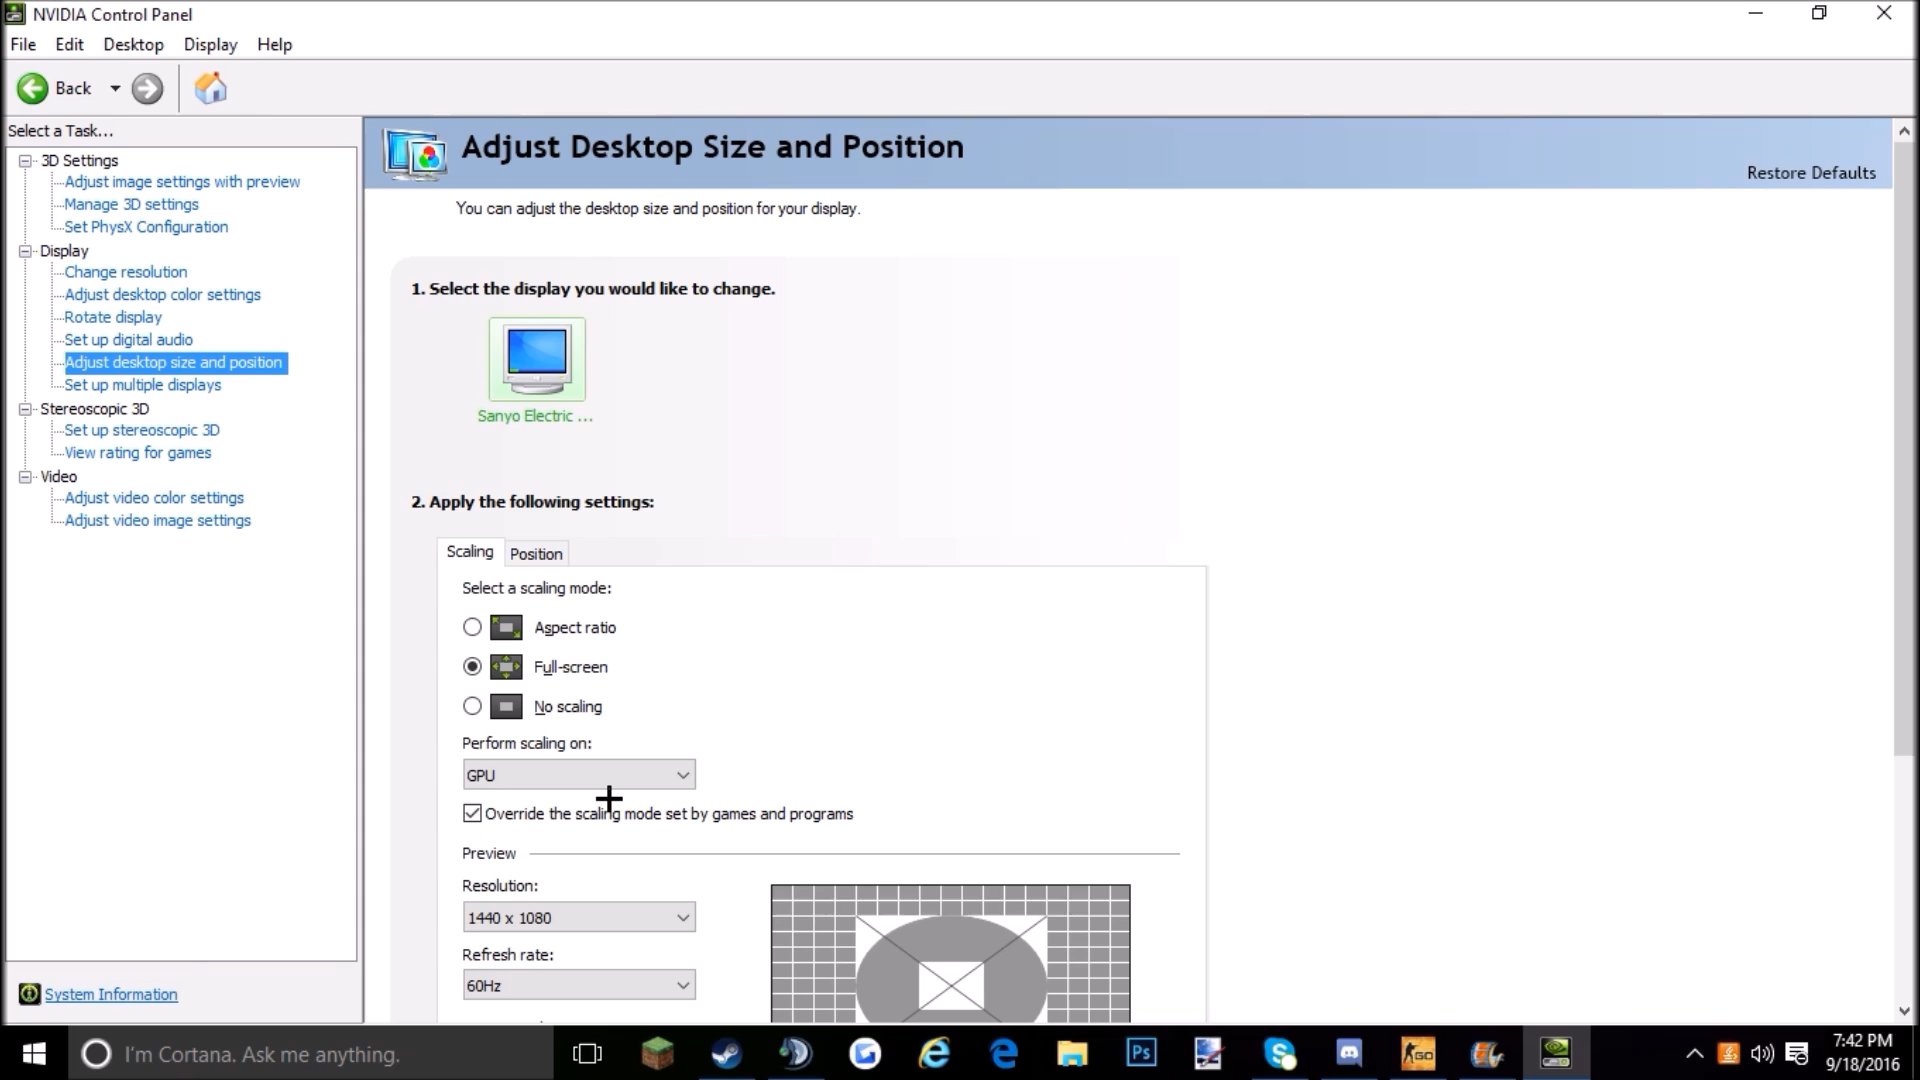 NVIDIA Control Panel
File Edit Desktop Display Help
Back
Select a Task...
3D Settings
Adjust image settings with preview
Manage 3D settings
Set PhysX Configuration
Display
Change resolution
Adjust desktop color settings
Rotate display
Set up digital audio
Adjust desktop size and position
Set up multiple displays
Stereoscopic 3D
Set up stereoscopic 3D
View rating for games
Video
Adjust video color settings
Adjust video image settings
System Information
Adjust Desktop Size and Position
Restore Defaults
You can adjust the desktop size and position for your display.
1. Select the display you would like to change.
Sanyo Electric ...
2. Apply the following settings:
Scaling Position
Select a scaling mode:
Aspect ratio
Full-screen
No scaling
Perform scaling on:
GPU
Override the scaling mode set by games and programs
Preview
Resolution:
1440 x 1080
Refresh rate:
60Hz
I'm Cortana. Ask me anything.
Ps
GO
7:42 PM
9/18/2016